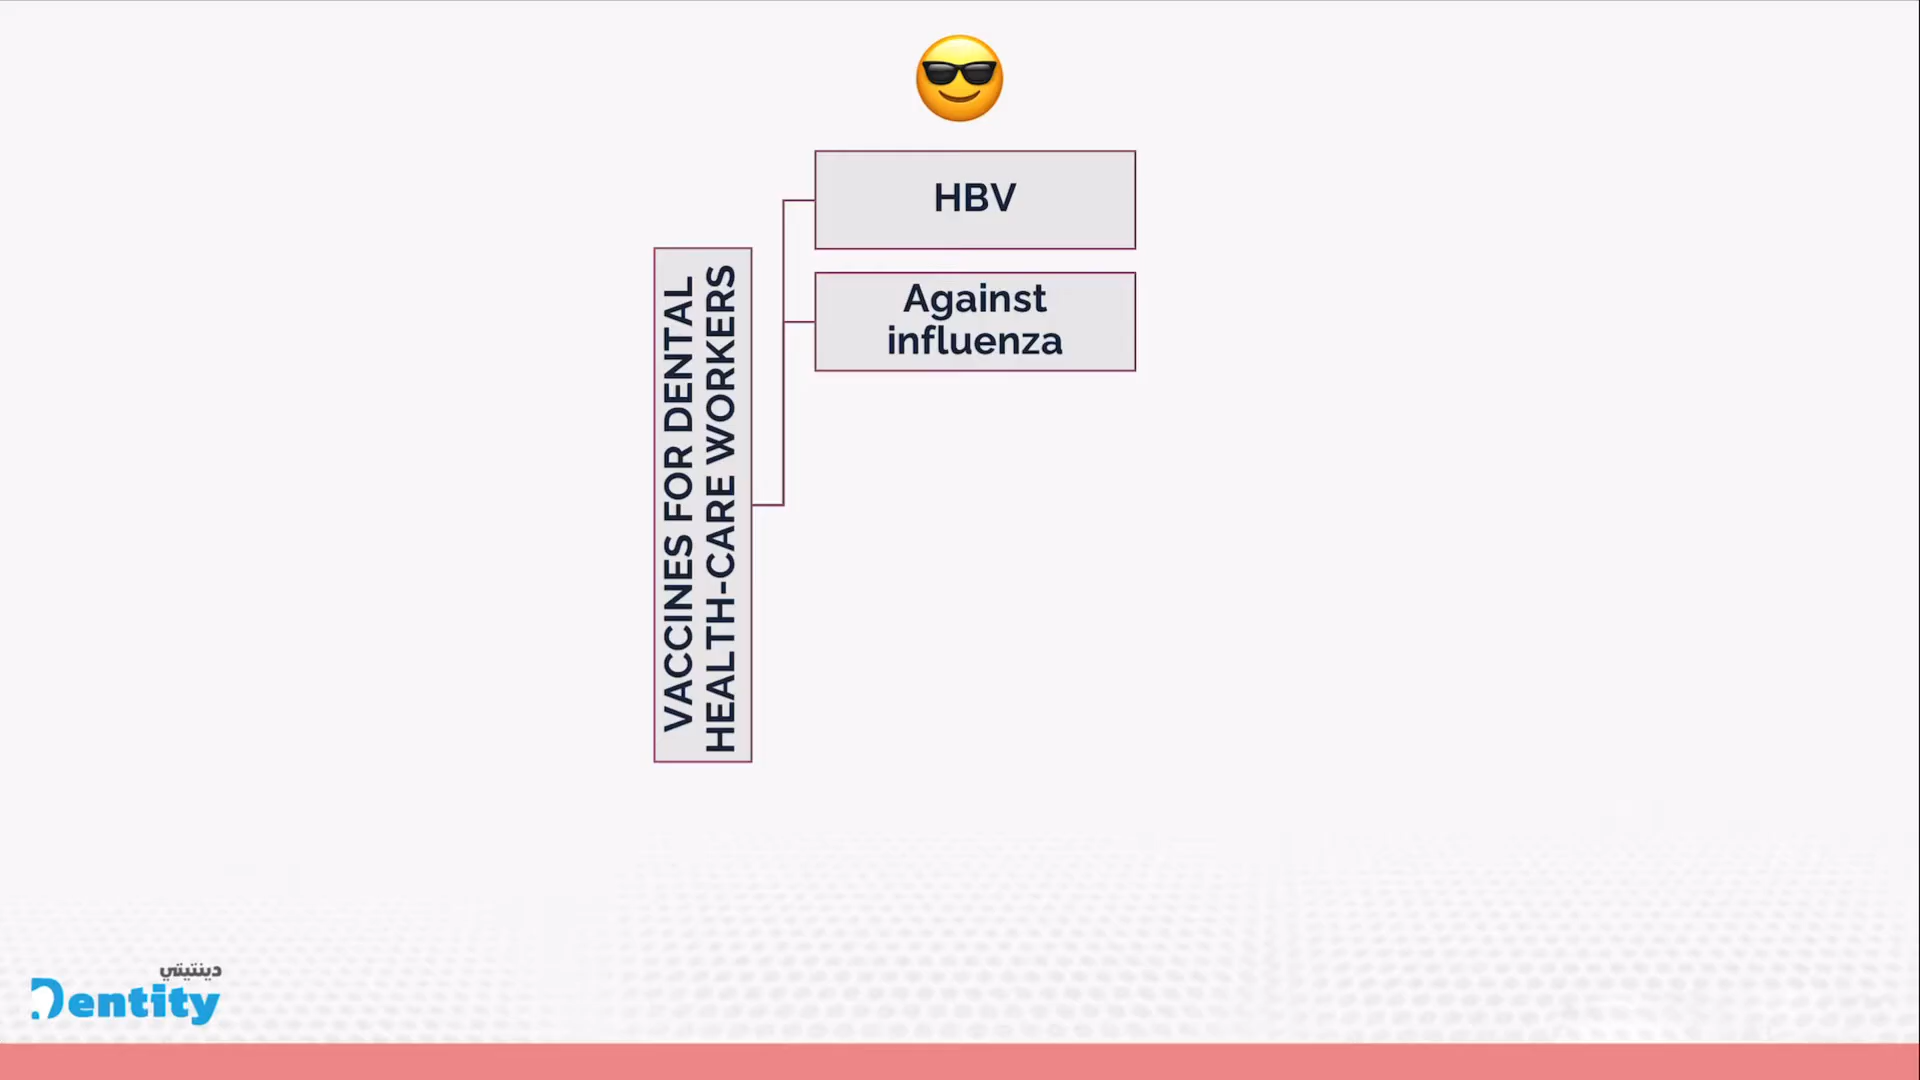 HBV
Against
influenza
VACCINES FOR DENTAL
HEALTH-CARE WORKERS
دينتيتي
Dentity